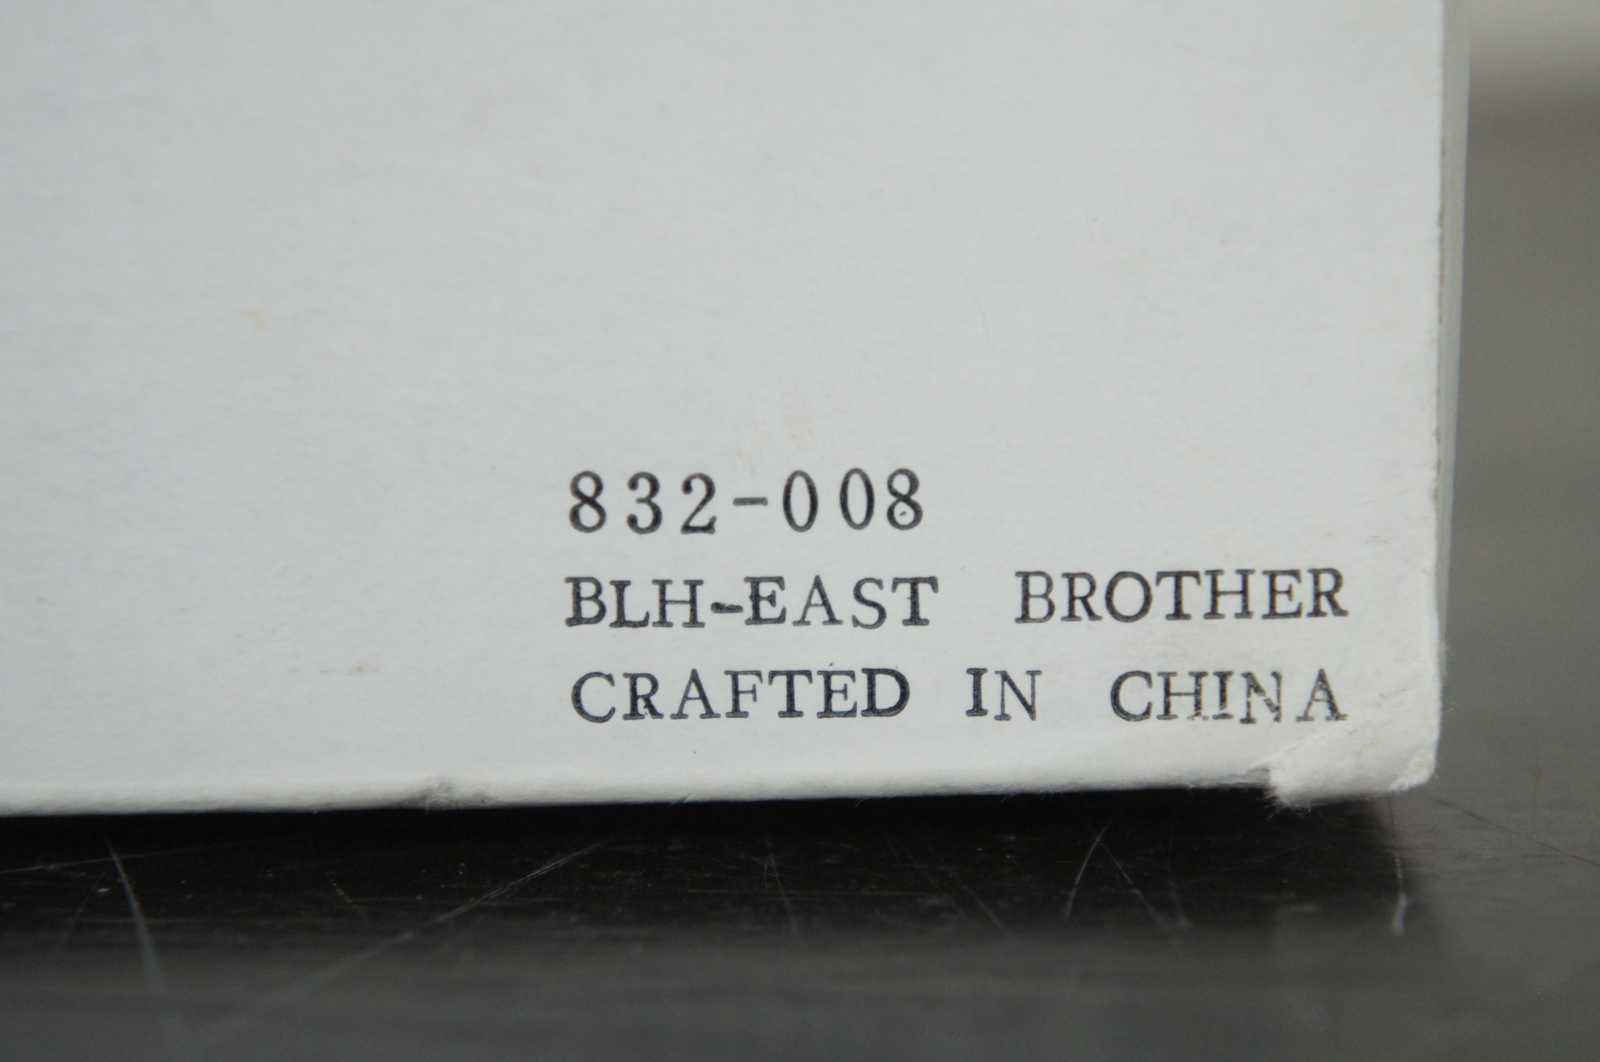 832-008
BLH-EAST BROTHER
CRAFTED IN CHINA